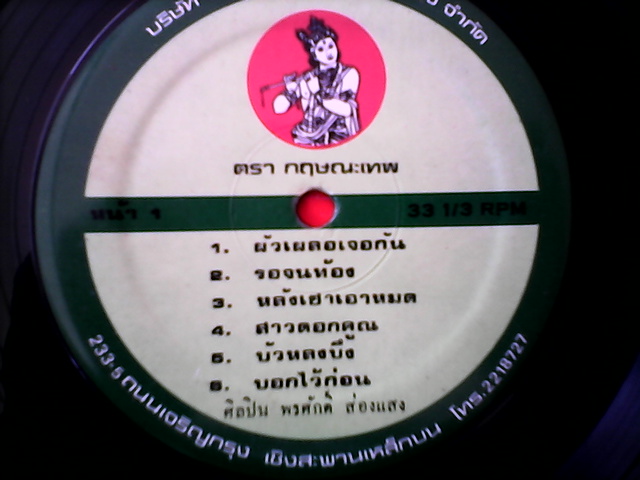 บริษัท
จำกัด
ตรา กฤษณะเทพ
หน้า 1
33 1/3 RPM
1. ผัวเผลอเจอกัน
2. รอจนท้อง
3. หลังเฮาเอาหมด
4. สาวดอกคูณ
5. บัวหลงบึ้ง
6. บอกไว้ก่อน
ศิลปิน พรศักดิ์ ส่องแสง
233-5 ถนนเจริญกรุง เชิงสะพานเหล็กบน โทร.2218727